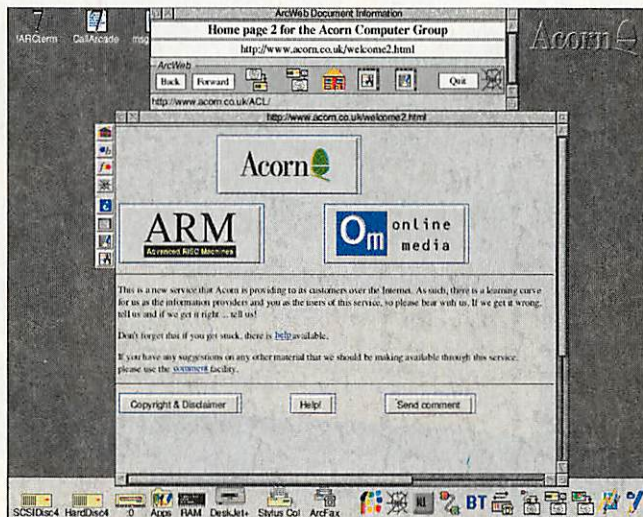 ArcWeb Document Information
Home page 2 for the Acorn Computer Group
http://www.acorn.co.uk/welcome2.html
ArcWeb
Back Forward Quit
http://www.acorn.co.uk/ACL/
!ARCterm CallArcade msg
Acorn
http://www.acorn.co.uk/welcome2.html
Acorn
ARM
Advanced RISC Machines
Om online media
This is a new service that Acorn is providing to its customers over the Internet. As such, there is a learning curve
for us as the information providers and you as the users of this service, so please bear with us. If we get it wrong,
tell us and if we get it right ... tell us!
Don't forget that if you get stuck, there is help available.
If you have any suggestions on any other material that we should be making available through this service,
please use the comment facility.
Copyright & Disclaimer Help! Send comment
SCSIDisc4 HardDisc4 :0 Apps RAM DeskJet+ Stylus Col ArcFax BT